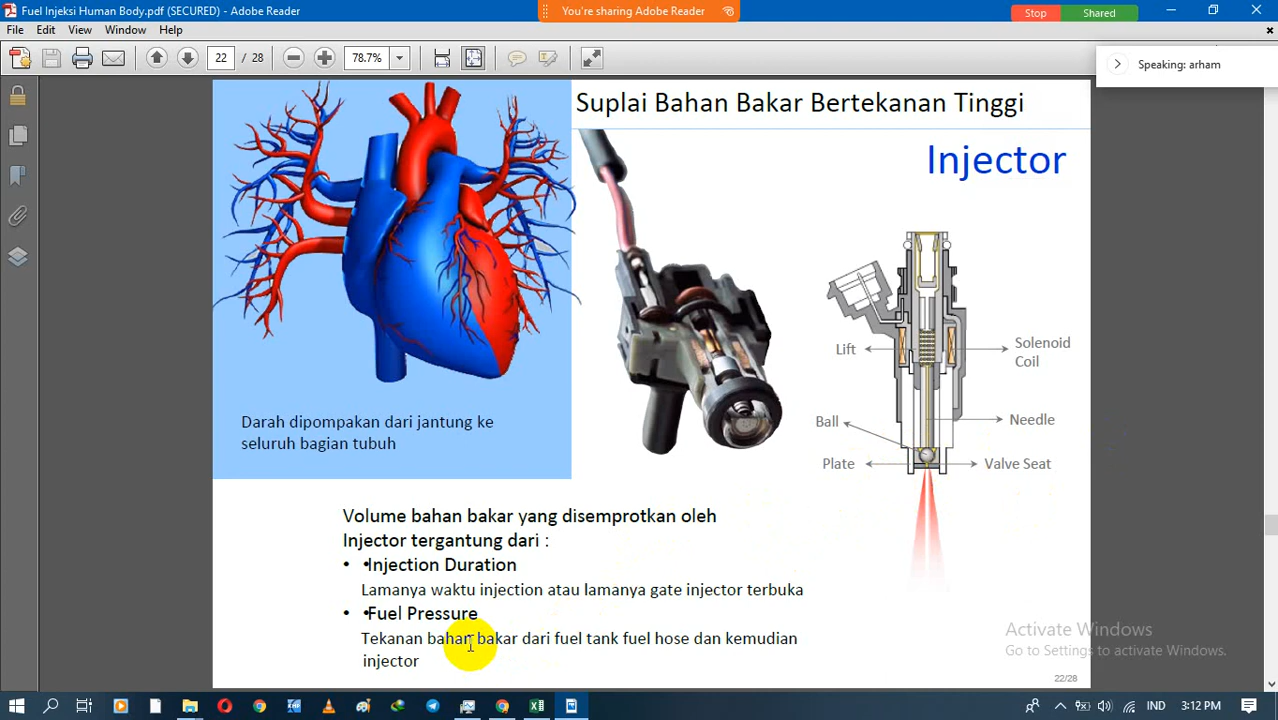 Fuel Injeksi Human Body.pdf (SECURED) - Adobe Reader
You're sharing Adobe Reader
Stop
Shared
File Edit View Window Help
22 / 28
78.7%
Speaking: arham
Suplai Bahan Bakar Bertekanan Tinggi
Injector
Lift
Solenoid
Coil
Ball
Needle
Plate
Valve Seat
Darah dipompakan dari jantung ke
seluruh bagian tubuh
Volume bahan bakar yang disemprotkan oleh
Injector tergantung dari :
• •Injection Duration
Lamanya waktu injection atau lamanya gate injector terbuka
• •Fuel Pressure
Tekanan bahan bakar dari fuel tank fuel hose dan kemudian
injector
Activate Windows
Go to Settings to activate Windows.
22/28
IND 3:12 PM